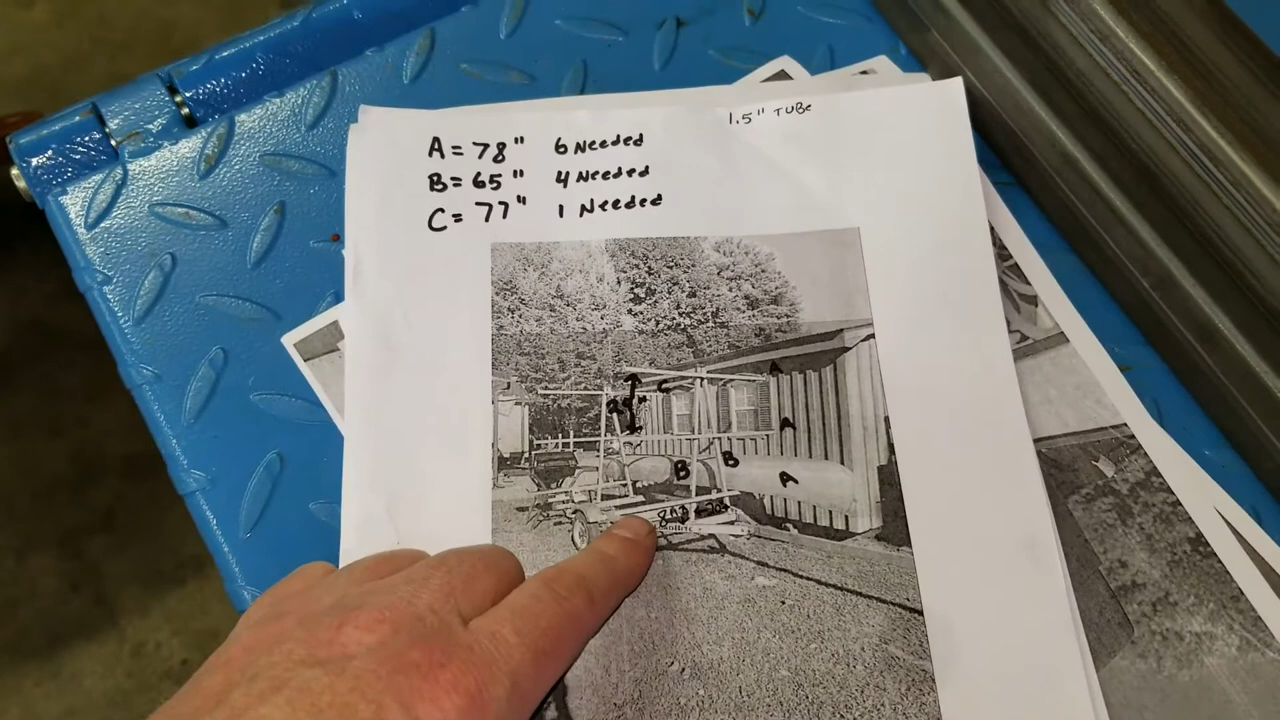 1.5" TUBe
A = 78" 6 Needed
B = 65" 4 Needed
C = 77" 1 Needed
C
A
A
B
B
A